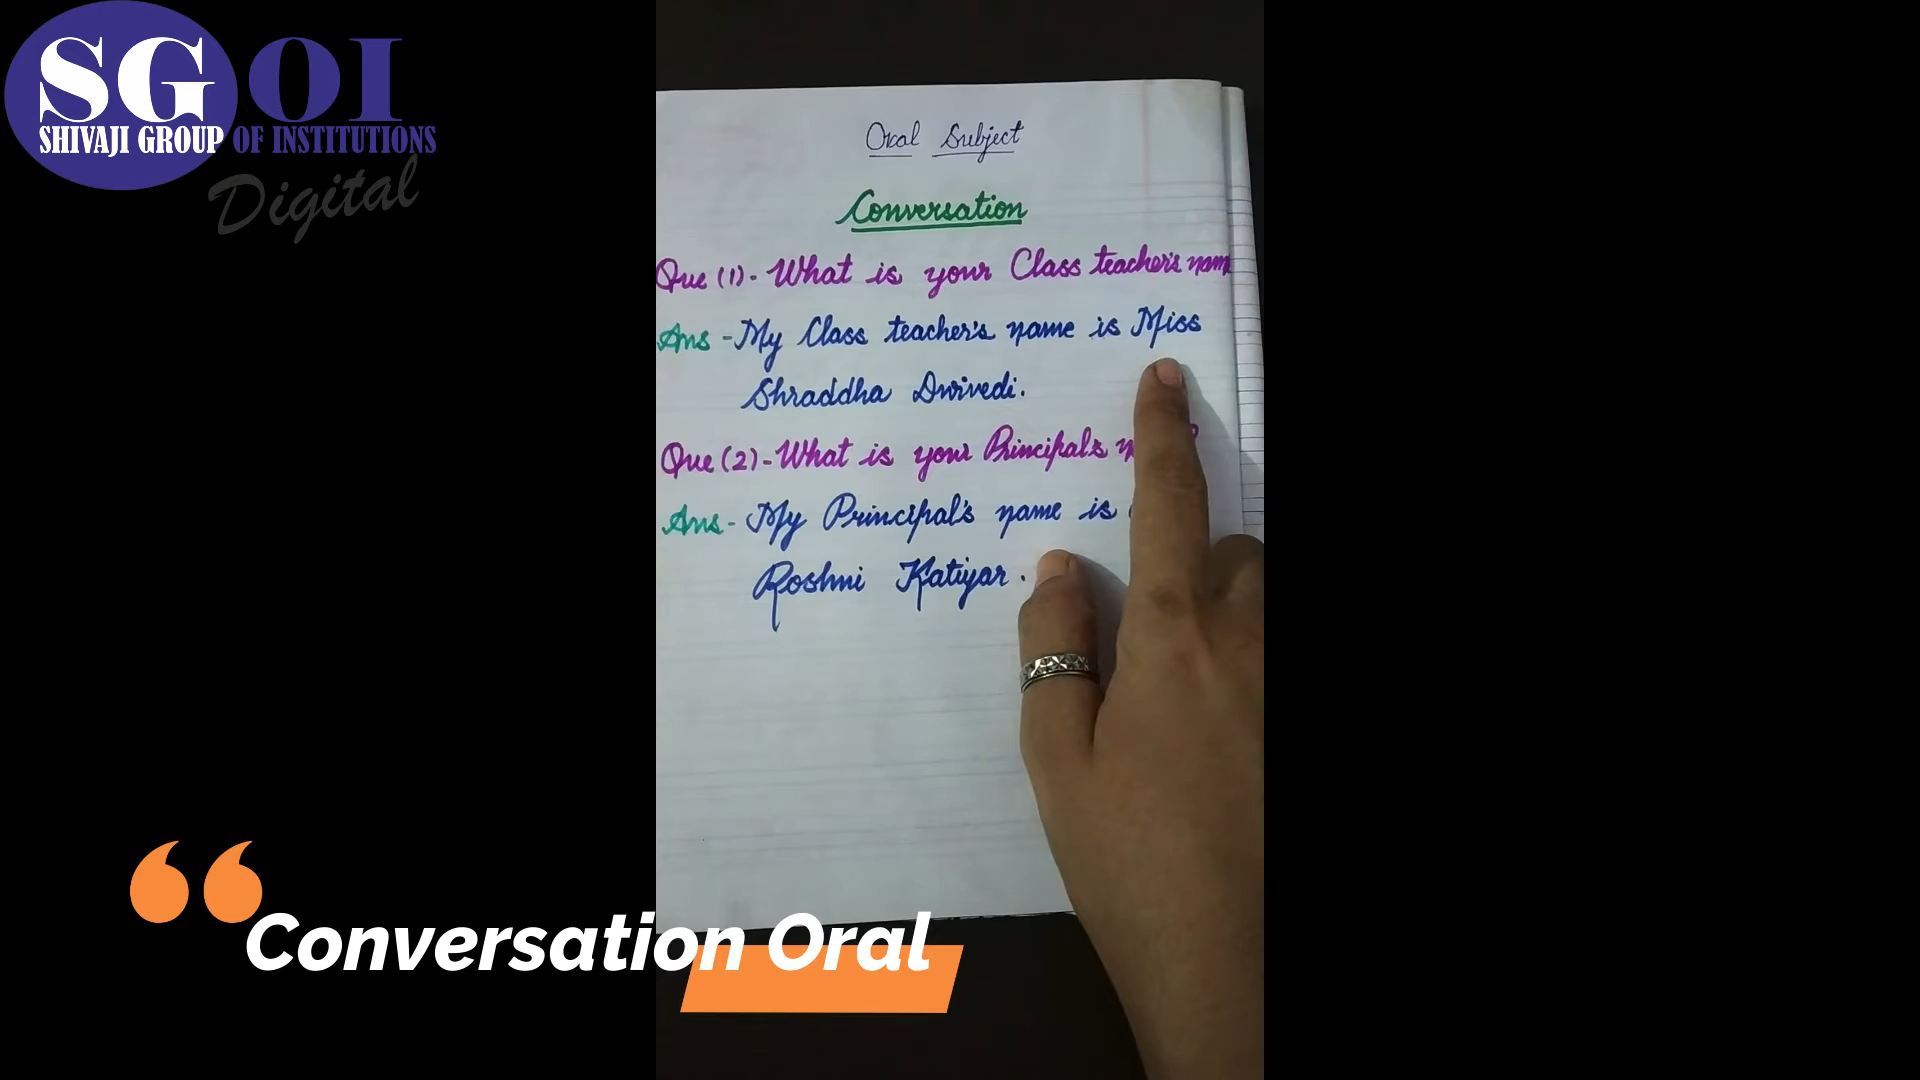 SGOI
SHIVAJI GROUP OF INSTITUTIONS
Digital
Oral Subject
Conversation
Que (1). What is your Class teacher's nam
Ans - My Class teacher's name is Miss
Shraddha Dwivedi.
Que (2) - What is your Principal's
Ans - My Principal's name is
Roshni Katiyar.
“
Conversation Oral